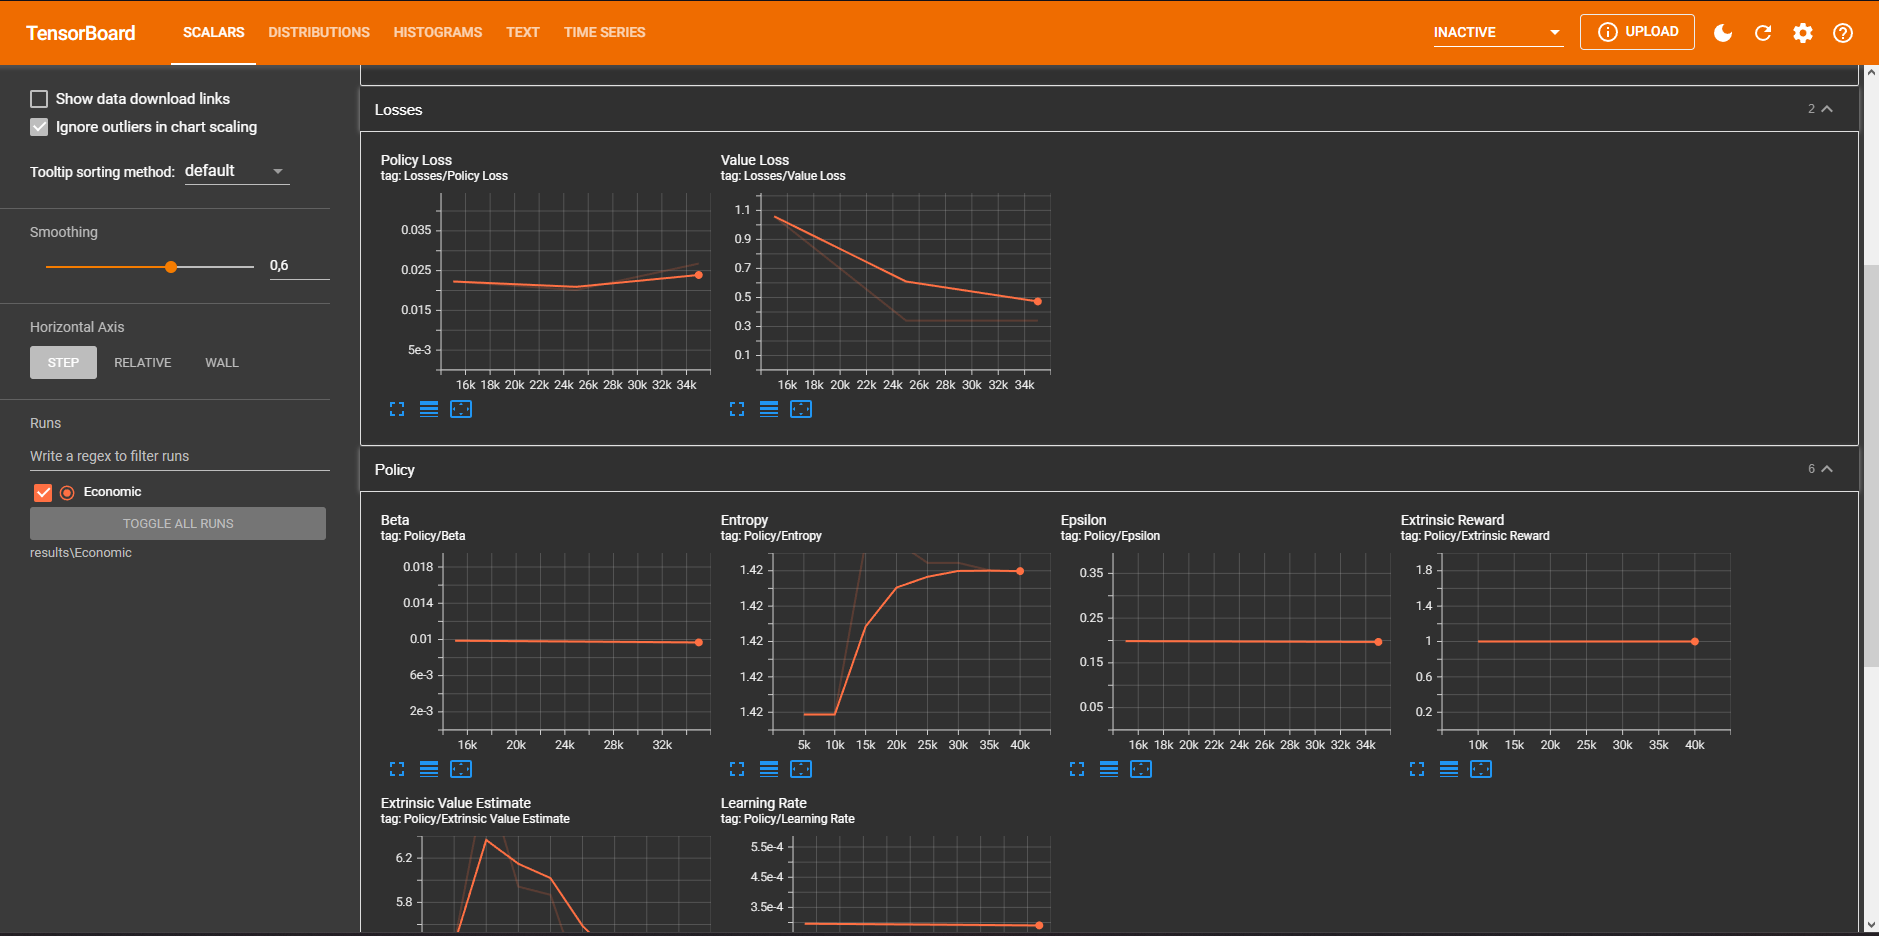 TensorBoard SCALARS DISTRIBUTIONS HISTOGRAMS TEXT TIME SERIES INACTIVE UPLOAD
Show data download links
Ignore outliers in chart scaling
Tooltip sorting method: default
Smoothing
0,6
Horizontal Axis
STEP RELATIVE WALL
Runs
Write a regex to filter runs
Economic
TOGGLE ALL RUNS
results\Economic
Losses 2
Policy Loss
tag: Losses/Policy Loss
0.035
0.025
0.015
5e-3
16k 18k 20k 22k 24k 26k 28k 30k 32k 34k
Value Loss
tag: Losses/Value Loss
1.1
0.9
0.7
0.5
0.3
0.1
16k 18k 20k 22k 24k 26k 28k 30k 32k 34k
Policy 6
Beta
tag: Policy/Beta
0.018
0.014
0.01
6e-3
2e-3
16k 20k 24k 28k 32k
Entropy
tag: Policy/Entropy
1.42
1.42
1.42
1.42
1.42
5k 10k 15k 20k 25k 30k 35k 40k
Epsilon
tag: Policy/Epsilon
0.35
0.25
0.15
0.05
16k 18k 20k 22k 24k 26k 28k 30k 32k 34k
Extrinsic Reward
tag: Policy/Extrinsic Reward
1.8
1.4
1
0.6
0.2
10k 15k 20k 25k 30k 35k 40k
Extrinsic Value Estimate
tag: Policy/Extrinsic Value Estimate
6.2
5.8
Learning Rate
tag: Policy/Learning Rate
5.5e-4
4.5e-4
3.5e-4